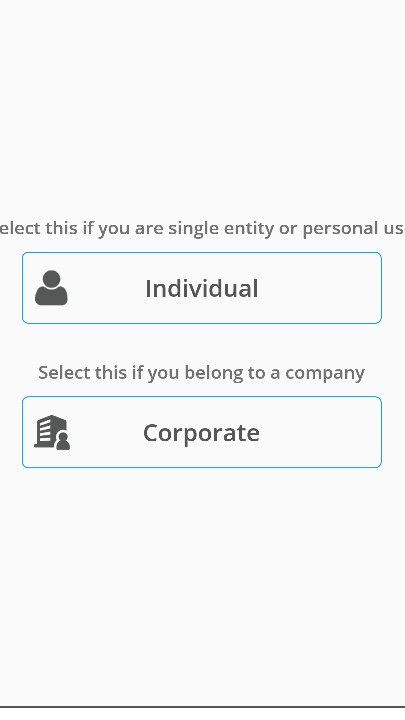 elect this if you are single entity or personal us
Individual
Select this if you belong to a company
Corporate